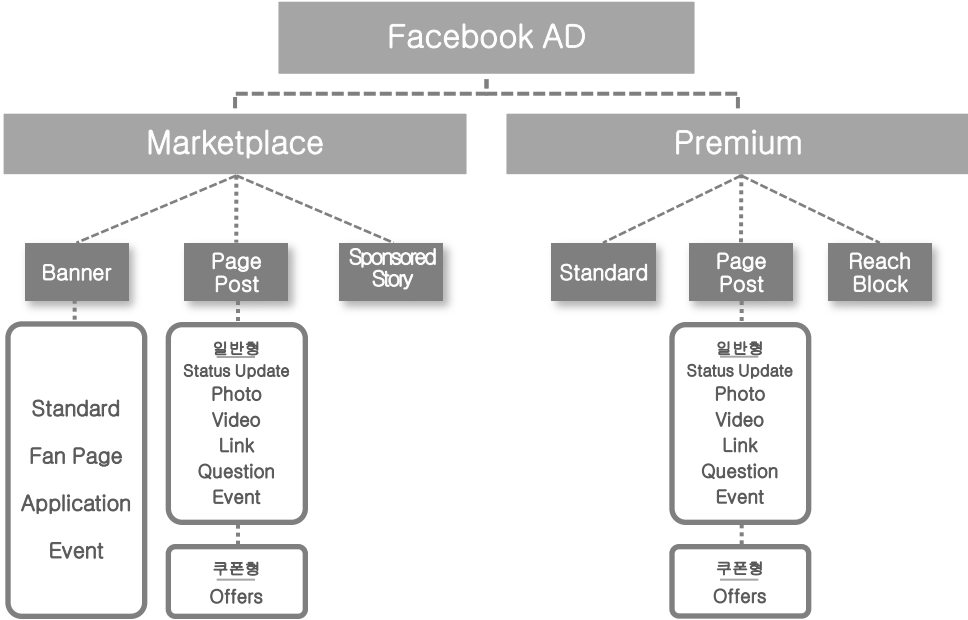 Facebook AD
Marketplace
Premium
Banner
Page
Post
Sponsored
Story
Standard
Page
Post
Reach
Block
Standard
Fan Page
Application
Event
일반형
Status Update
Photo
Video
Link
Question
Event
쿠폰형
Offers
일반형
Status Update
Photo
Video
Link
Question
Event
쿠폰형
Offers